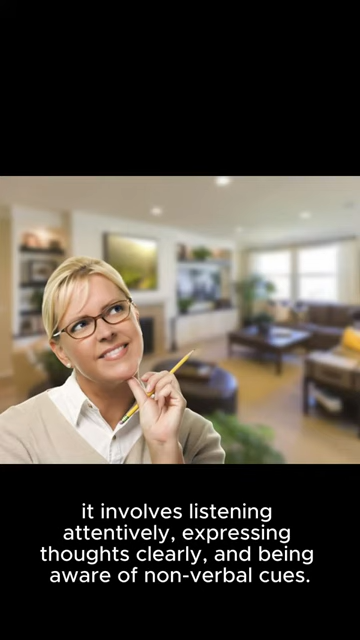 it involves listening
attentively, expressing
thoughts clearly, and being
aware of non-verbal cues.